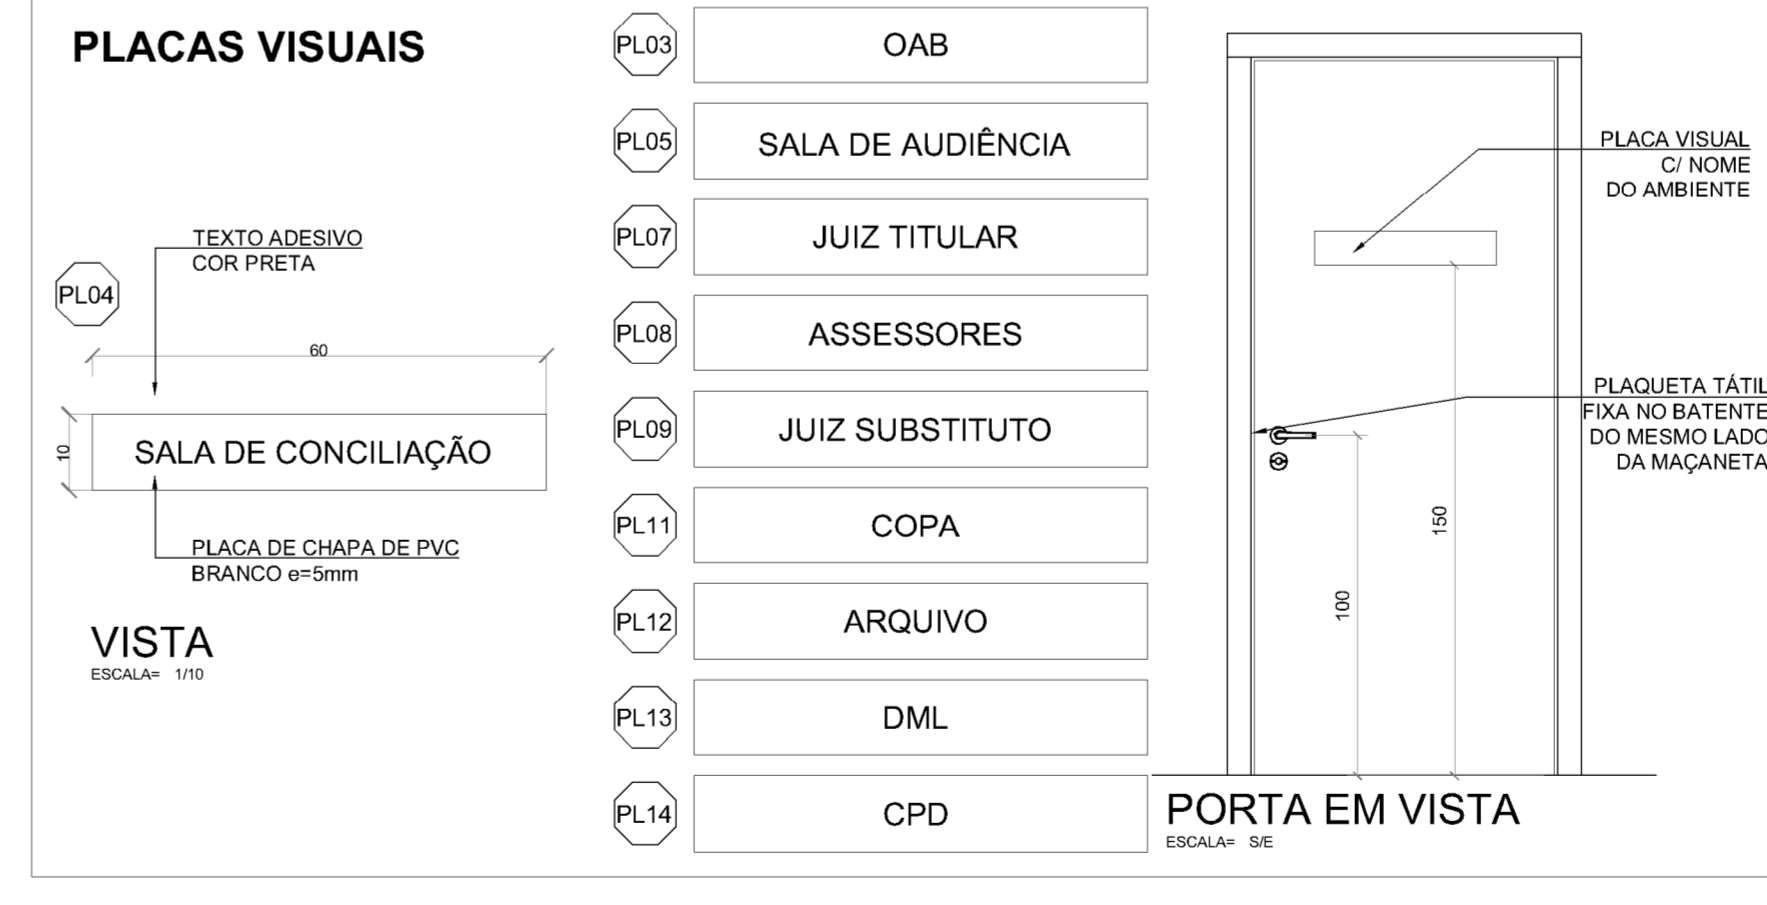 PLACAS VISUAIS
PL04
TEXTO ADESIVO
COR PRETA
60
10
SALA DE CONCILIAÇÃO
PLACA DE CHAPA DE PVC
BRANCO e=5mm
VISTA
ESCALA= 1/10
PL03
OAB
PL05
SALA DE AUDIÊNCIA
PL07
JUIZ TITULAR
PL08
ASSESSORES
PL09
JUIZ SUBSTITUTO
PL11
COPA
PL12
ARQUIVO
PL13
DML
PL14
CPD
PLACA VISUAL
C/ NOME
DO AMBIENTE
PLAQUETA TÁTIL
FIXA NO BATENTE
DO MESMO LADO
DA MAÇANETA
150
100
PORTA EM VISTA
ESCALA= S/E